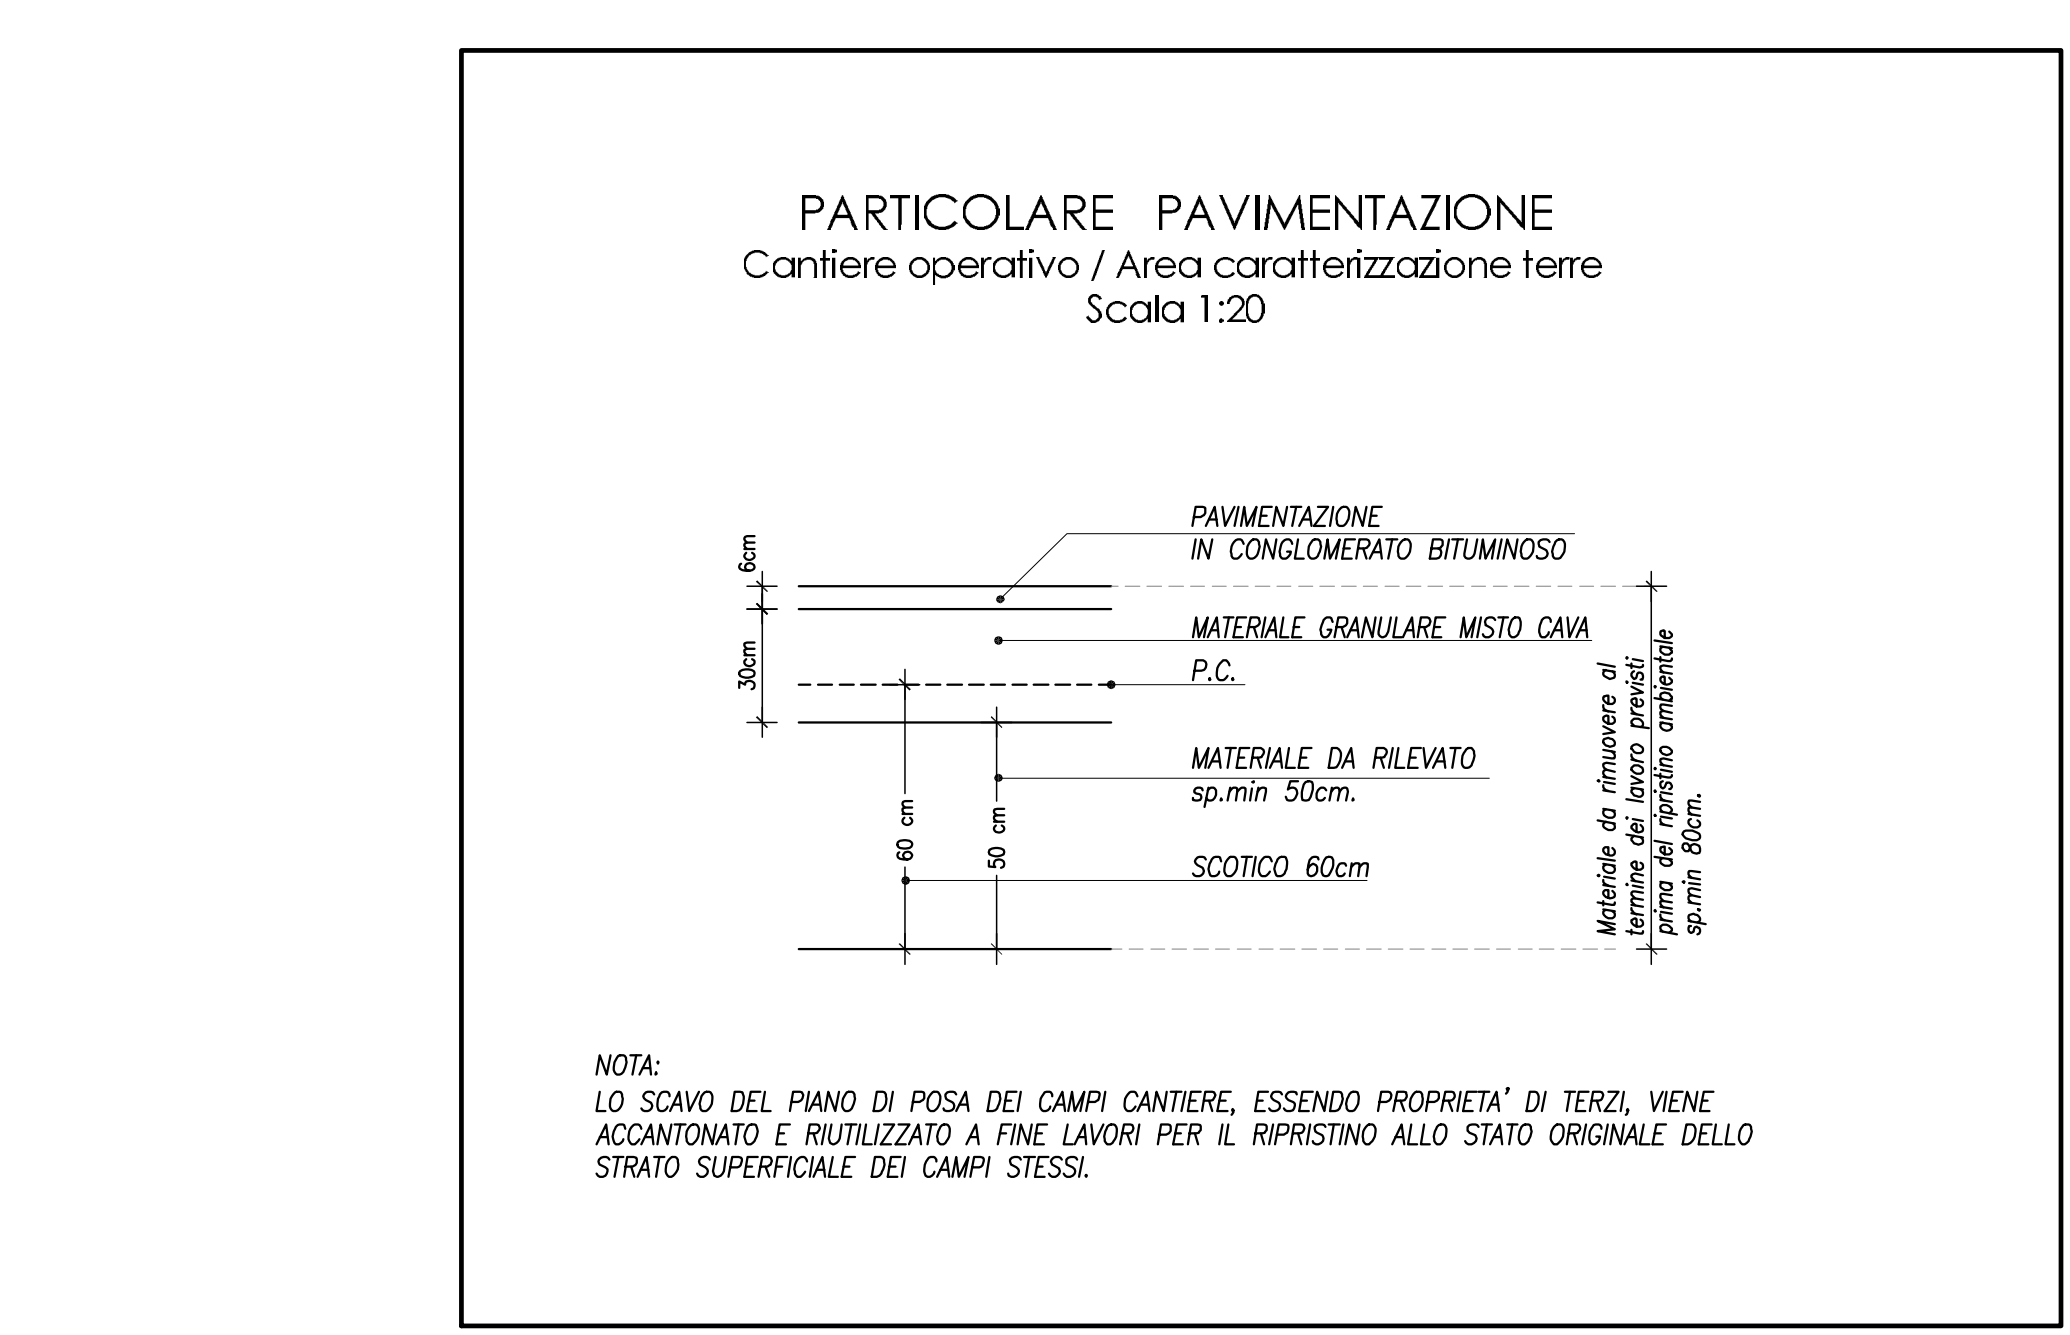 PARTICOLARE PAVIMENTAZIONE
Cantiere operativo / Area caratterizzazione terre
Scala 1:20
PAVIMENTAZIONE
IN CONGLOMERATO BITUMINOSO
6cm
MATERIALE GRANULARE MISTO CAVA
30cm
P.C.
MATERIALE DA RILEVATO
sp.min 50cm.
60 cm
50 cm
SCOTICO 60cm
Materiale da rimuovere al
termine dei lavoro previsti
prima del ripristino ambientale
sp.min 80cm.
NOTA:
LO SCAVO DEL PIANO DI POSA DEI CAMPI CANTIERE, ESSENDO PROPRIETA' DI TERZI, VIENE
ACCANTONATO E RIUTILIZZATO A FINE LAVORI PER IL RIPRISTINO ALLO STATO ORIGINALE DELLO
STRATO SUPERFICIALE DEI CAMPI STESSI.